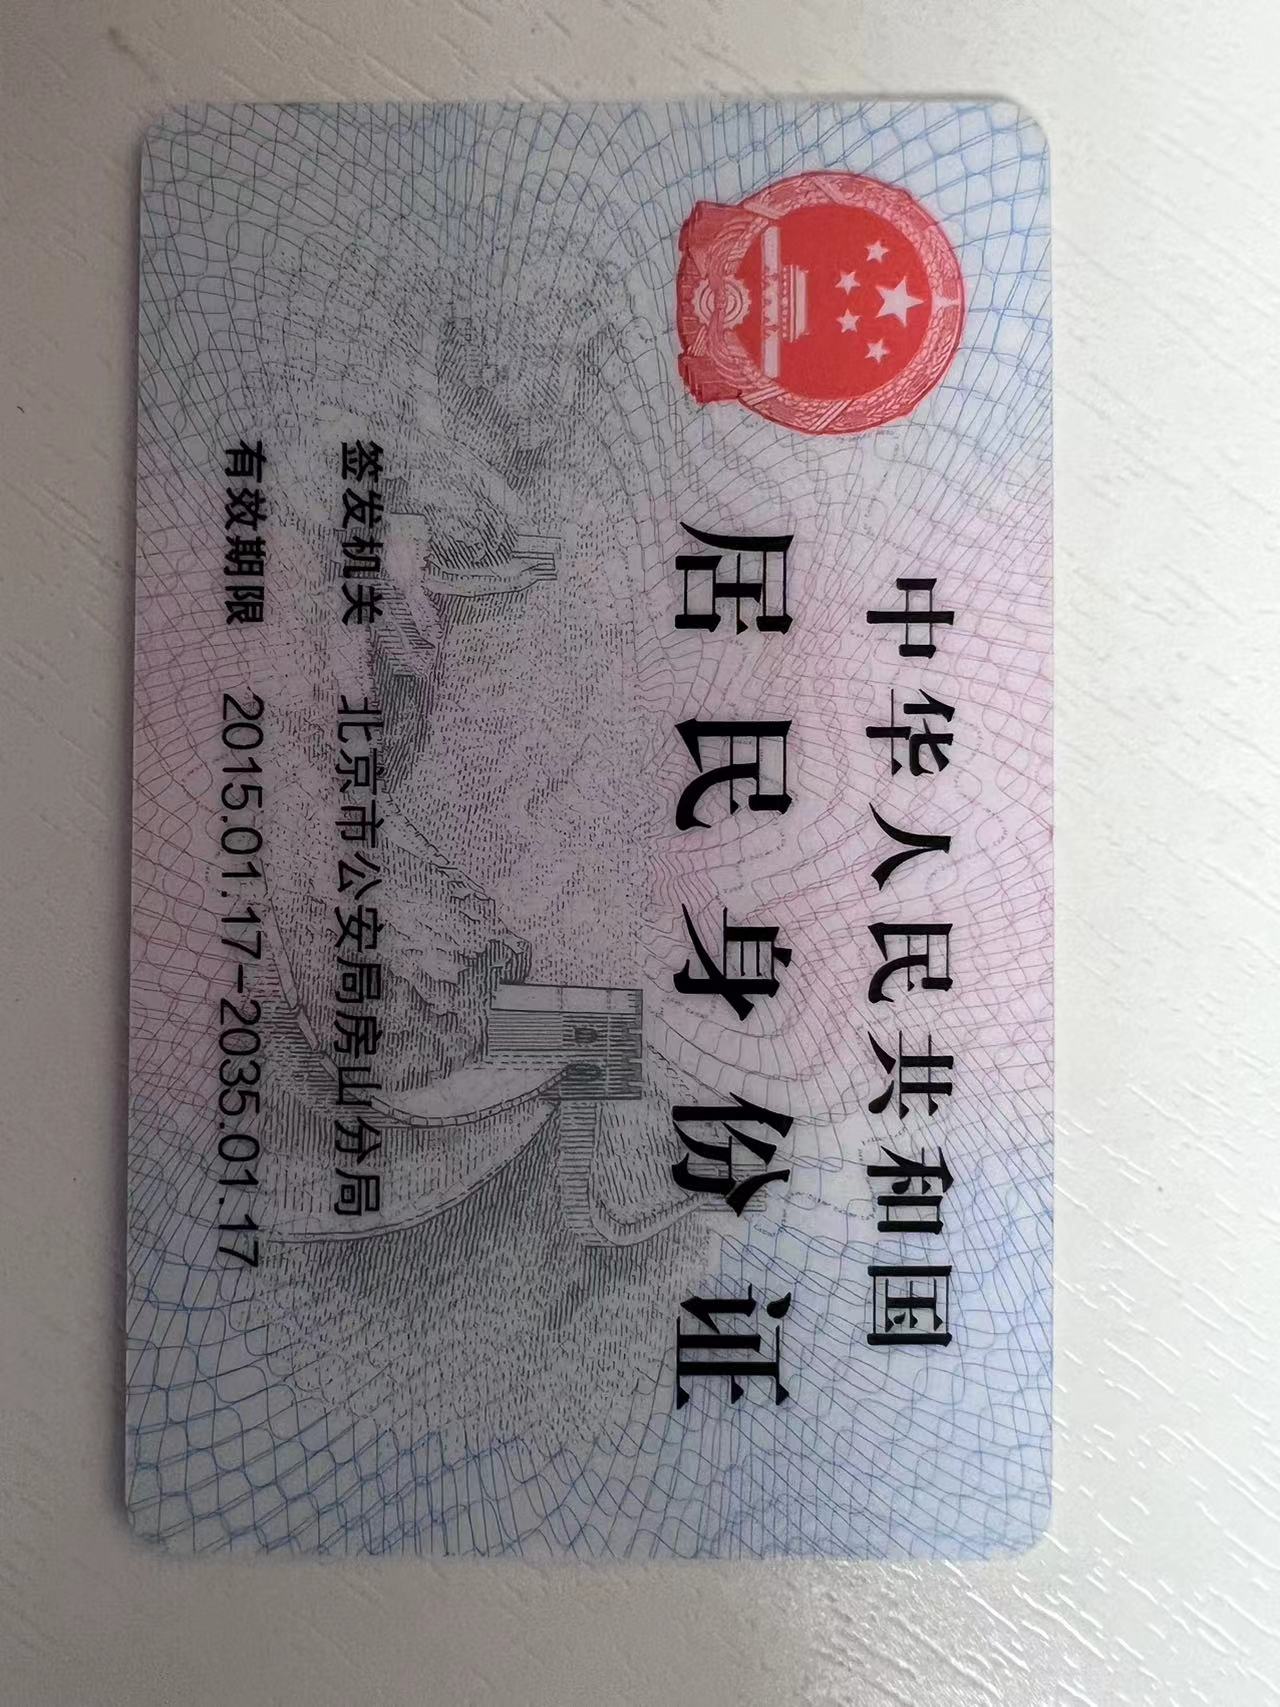 中华人民共和国
居民身份证
签发机关 北京市公安局房山分局
有效期限 2015.01.17-2035.01.17